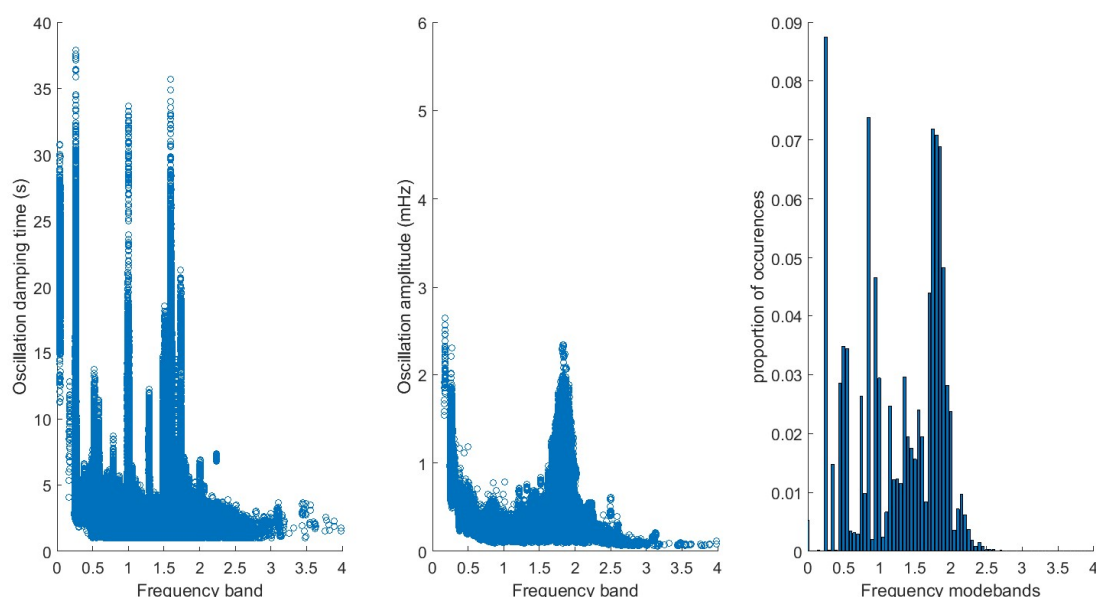 Oscillation damping time (s)
40
35
30
25
20
15
10
5
0
0 0.5 1 1.5 2 2.5 3 3.5 4
Frequency band
Oscillation amplitude (mHz)
6
5
4
3
2
1
0
0 0.5 1 1.5 2 2.5 3 3.5 4
Frequency band
proportion of occurences
0.09
0.08
0.07
0.06
0.05
0.04
0.03
0.02
0.01
0
0 0.5 1 1.5 2 2.5 3 3.5 4
Frequency modebands